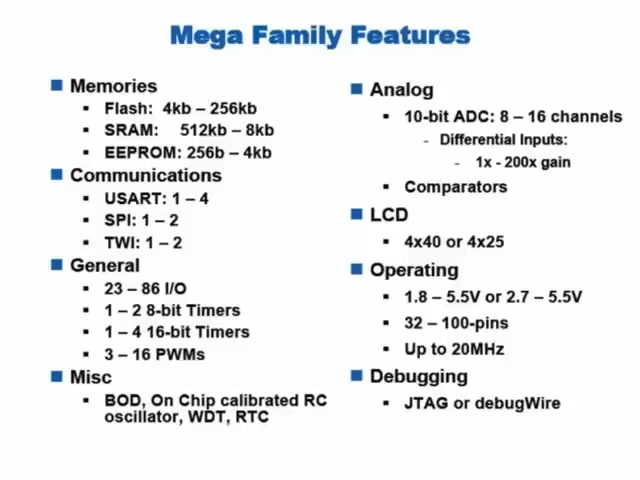 Mega Family Features
Memories
Flash: 4kb – 256kb
SRAM: 512kb – 8kb
EEPROM: 256b – 4kb
Communications
USART: 1 – 4
SPI: 1 – 2
TWI: 1 – 2
General
23 – 86 I/O
1 – 2 8-bit Timers
1 – 4 16-bit Timers
3 – 16 PWMs
Misc
BOD, On Chip calibrated RC
oscillator, WDT, RTC
Analog
10-bit ADC: 8 – 16 channels
- Differential Inputs:
- 1x - 200x gain
Comparators
LCD
4x40 or 4x25
Operating
1.8 – 5.5V or 2.7 – 5.5V
32 – 100-pins
Up to 20MHz
Debugging
JTAG or debugWire